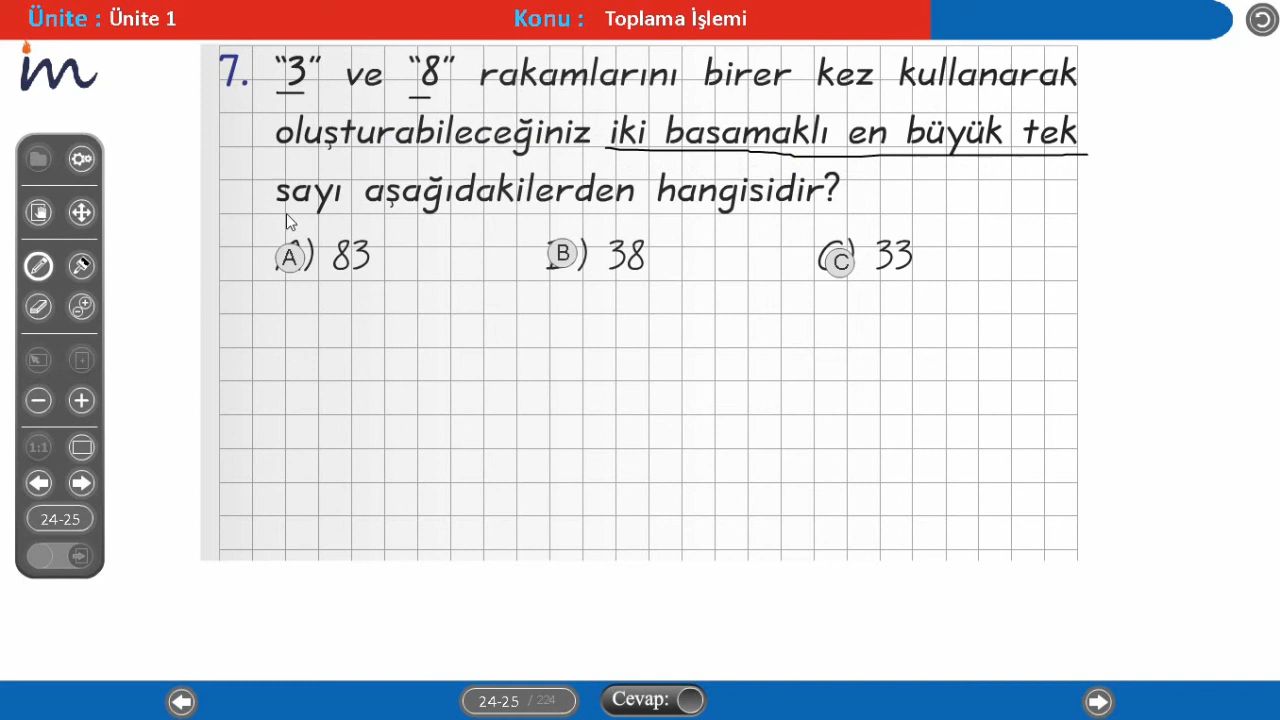 Ünite : Ünite 1
Konu : Toplama İşlemi
im
7. “3” ve “8” rakamlarını birer kez kullanarak
oluşturabileceğiniz iki basamaklı en büyük tek
sayı aşağıdakilerden hangisidir?
A) 83 B) 38 C) 33
1:1
24-25
24-25 / 224
Cevap: